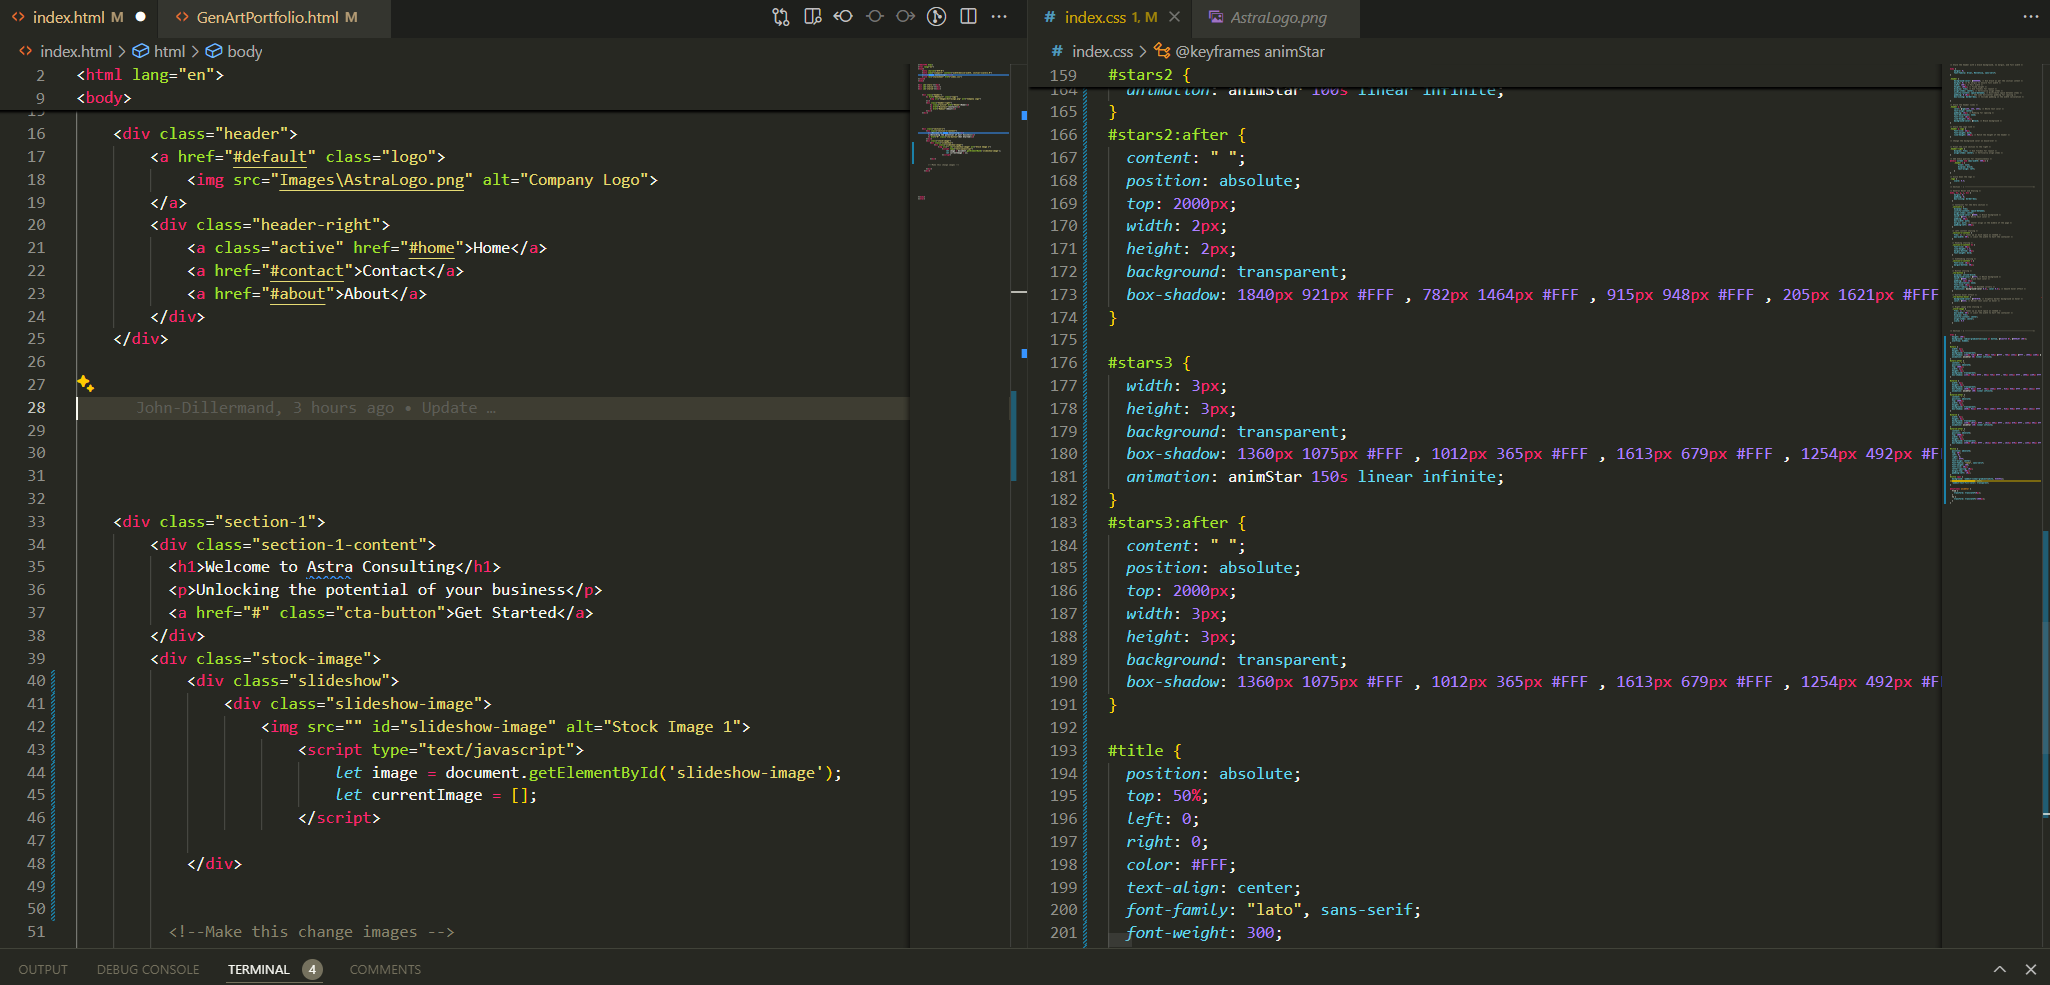 index.html M
GenArtPortfolio.html M
index.html > html > body
2 <html lang="en">
9 <body>
15
16 <div class="header">
17 <a href="#default" class="logo">
18 <img src="Images\AstraLogo.png" alt="Company Logo">
19 </a>
20 <div class="header-right">
21 <a class="active" href="#home">Home</a>
22 <a href="#contact">Contact</a>
23 <a href="#about">About</a>
24 </div>
25 </div>
26
27
28 John-Dillermand, 3 hours ago • Update …
29
30
31
32
33 <div class="section-1">
34 <div class="section-1-content">
35 <h1>Welcome to Astra Consulting</h1>
36 <p>Unlocking the potential of your business</p>
37 <a href="#" class="cta-button">Get Started</a>
38 </div>
39 <div class="stock-image">
40 <div class="slideshow">
41 <div class="slideshow-image">
42 <img src="" id="slideshow-image" alt="Stock Image 1">
43 <script type="text/javascript">
44 let image = document.getElementById('slideshow-image');
45 let currentImage = [];
46 </script>
47
48 </div>
49
50
51 <!--Make this change images -->
# index.css 1, M
AstraLogo.png
# index.css > @keyframes animStar
159 #stars2 {
164 animation: animStar 100s linear infinite;
165 }
166 #stars2:after {
167 content: " ";
168 position: absolute;
169 top: 2000px;
170 width: 2px;
171 height: 2px;
172 background: transparent;
173 box-shadow: 1840px 921px #FFF , 782px 1464px #FFF , 915px 948px #FFF , 205px 1621px #FFF
174 }
175
176 #stars3 {
177 width: 3px;
178 height: 3px;
179 background: transparent;
180 box-shadow: 1360px 1075px #FFF , 1012px 365px #FFF , 1613px 679px #FFF , 1254px 492px #FF
181 animation: animStar 150s linear infinite;
182 }
183 #stars3:after {
184 content: " ";
185 position: absolute;
186 top: 2000px;
187 width: 3px;
188 height: 3px;
189 background: transparent;
190 box-shadow: 1360px 1075px #FFF , 1012px 365px #FFF , 1613px 679px #FFF , 1254px 492px #FF
191 }
192
193 #title {
194 position: absolute;
195 top: 50%;
196 left: 0;
197 right: 0;
198 color: #FFF;
199 text-align: center;
200 font-family: "lato", sans-serif;
201 font-weight: 300;
OUTPUT DEBUG CONSOLE TERMINAL 4 COMMENTS